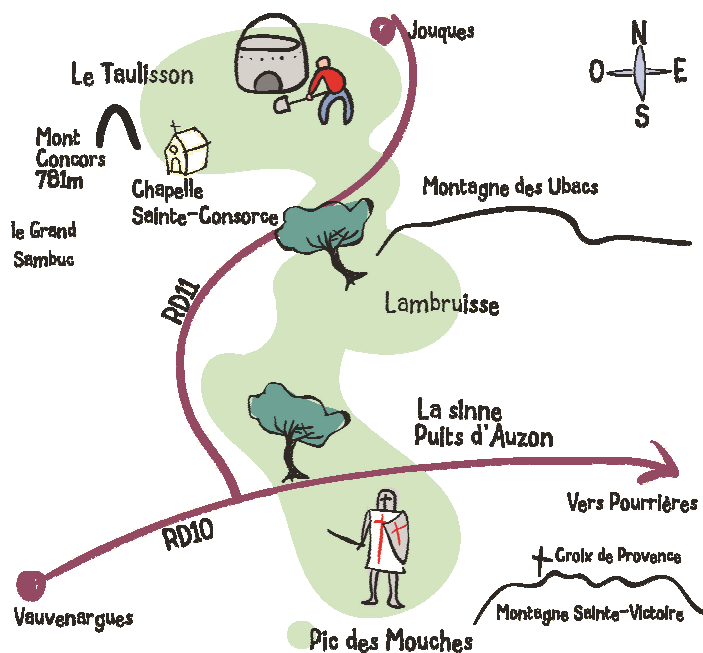 Jouques
N
O E
S
Le Taulisson
Mont
Concors
781m
Chapelle
Sainte-Consorce
Montagne des Ubacs
le Grand
Sambuc
RD11
Lambruisse
La sinne
Puits d'Auzon
Vers Pourrières
RD10
Croix de Provence
Montagne Sainte-Victoire
Vauvenargues
Pic des Mouches